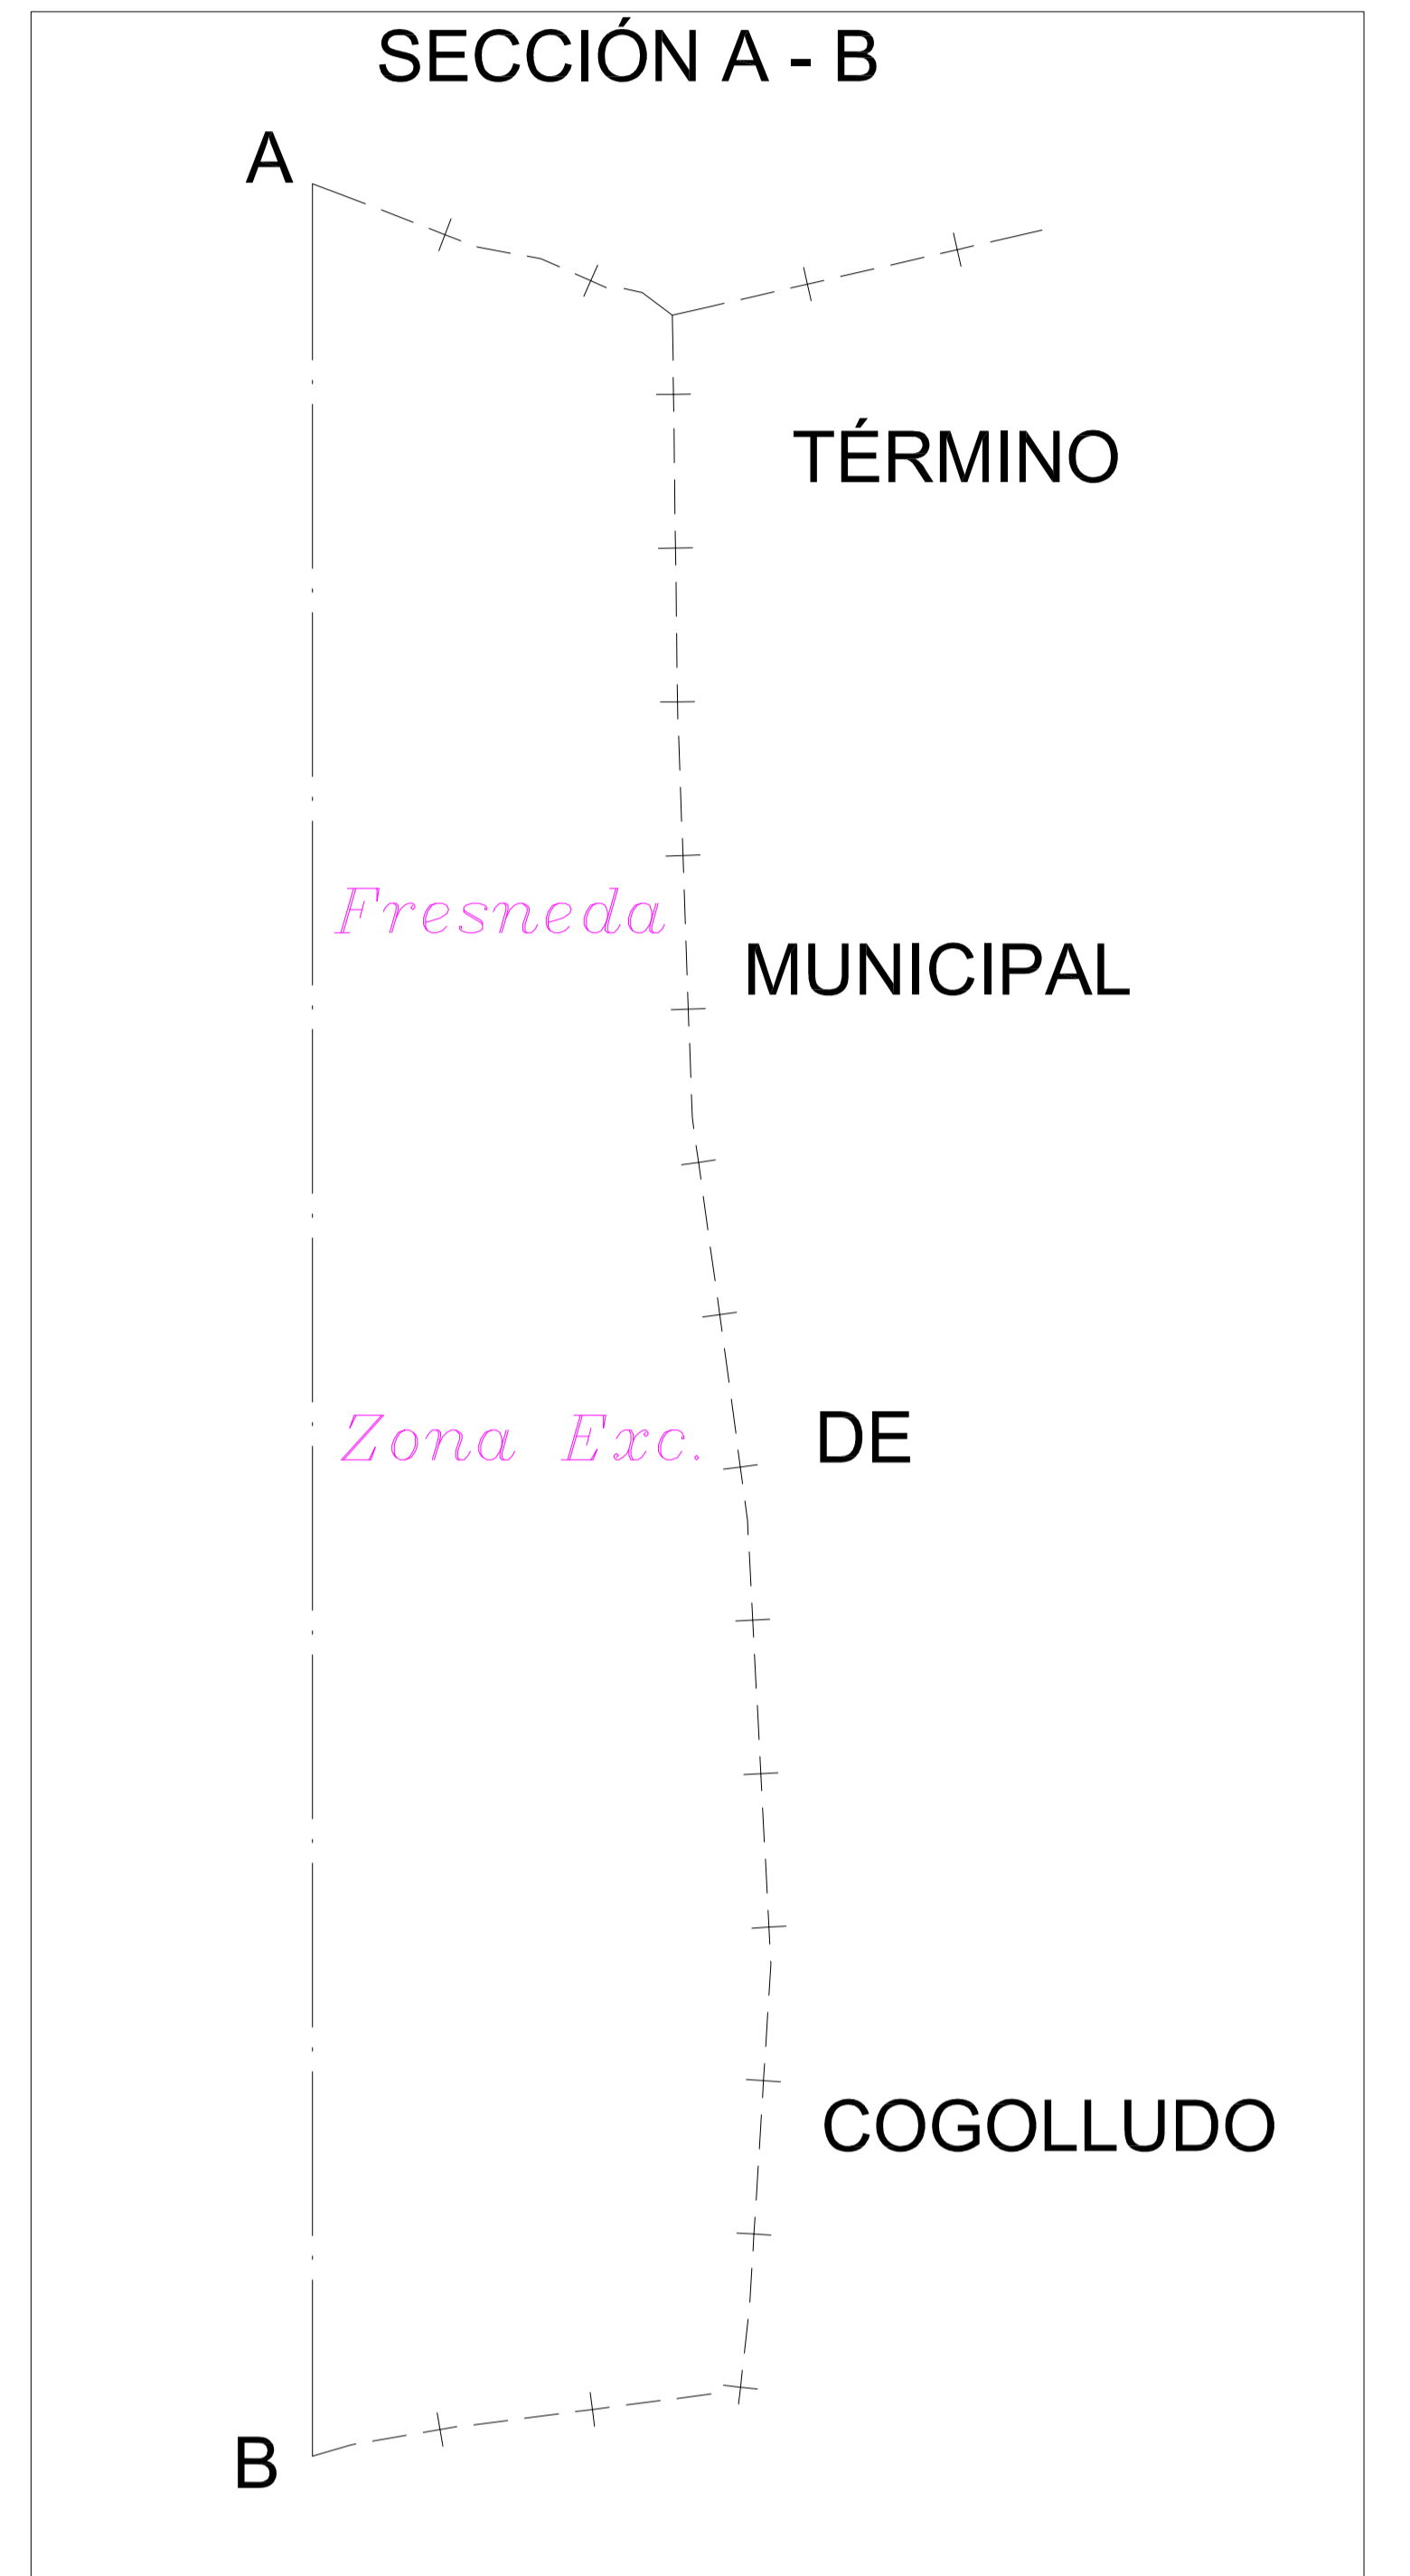 SECCIÓN A - B
A
TÉRMINO
Fresneda
MUNICIPAL
Zona Exc.
DE
COGOLLUDO
B